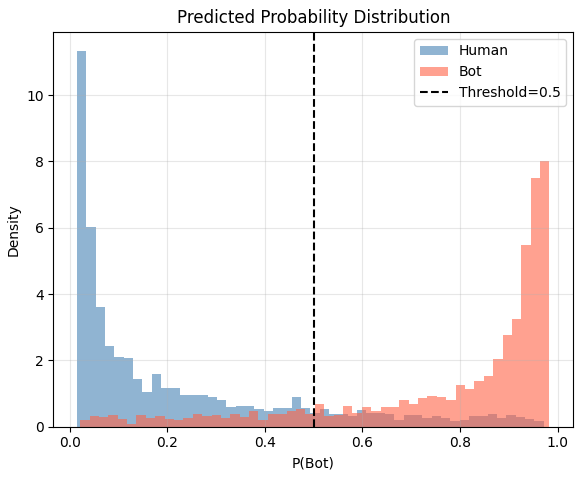 Predicted Probability Distribution
Human
Bot
Threshold=0.5
Density
10
8
6
4
2
0
0.0 0.2 0.4 0.6 0.8 1.0
P(Bot)